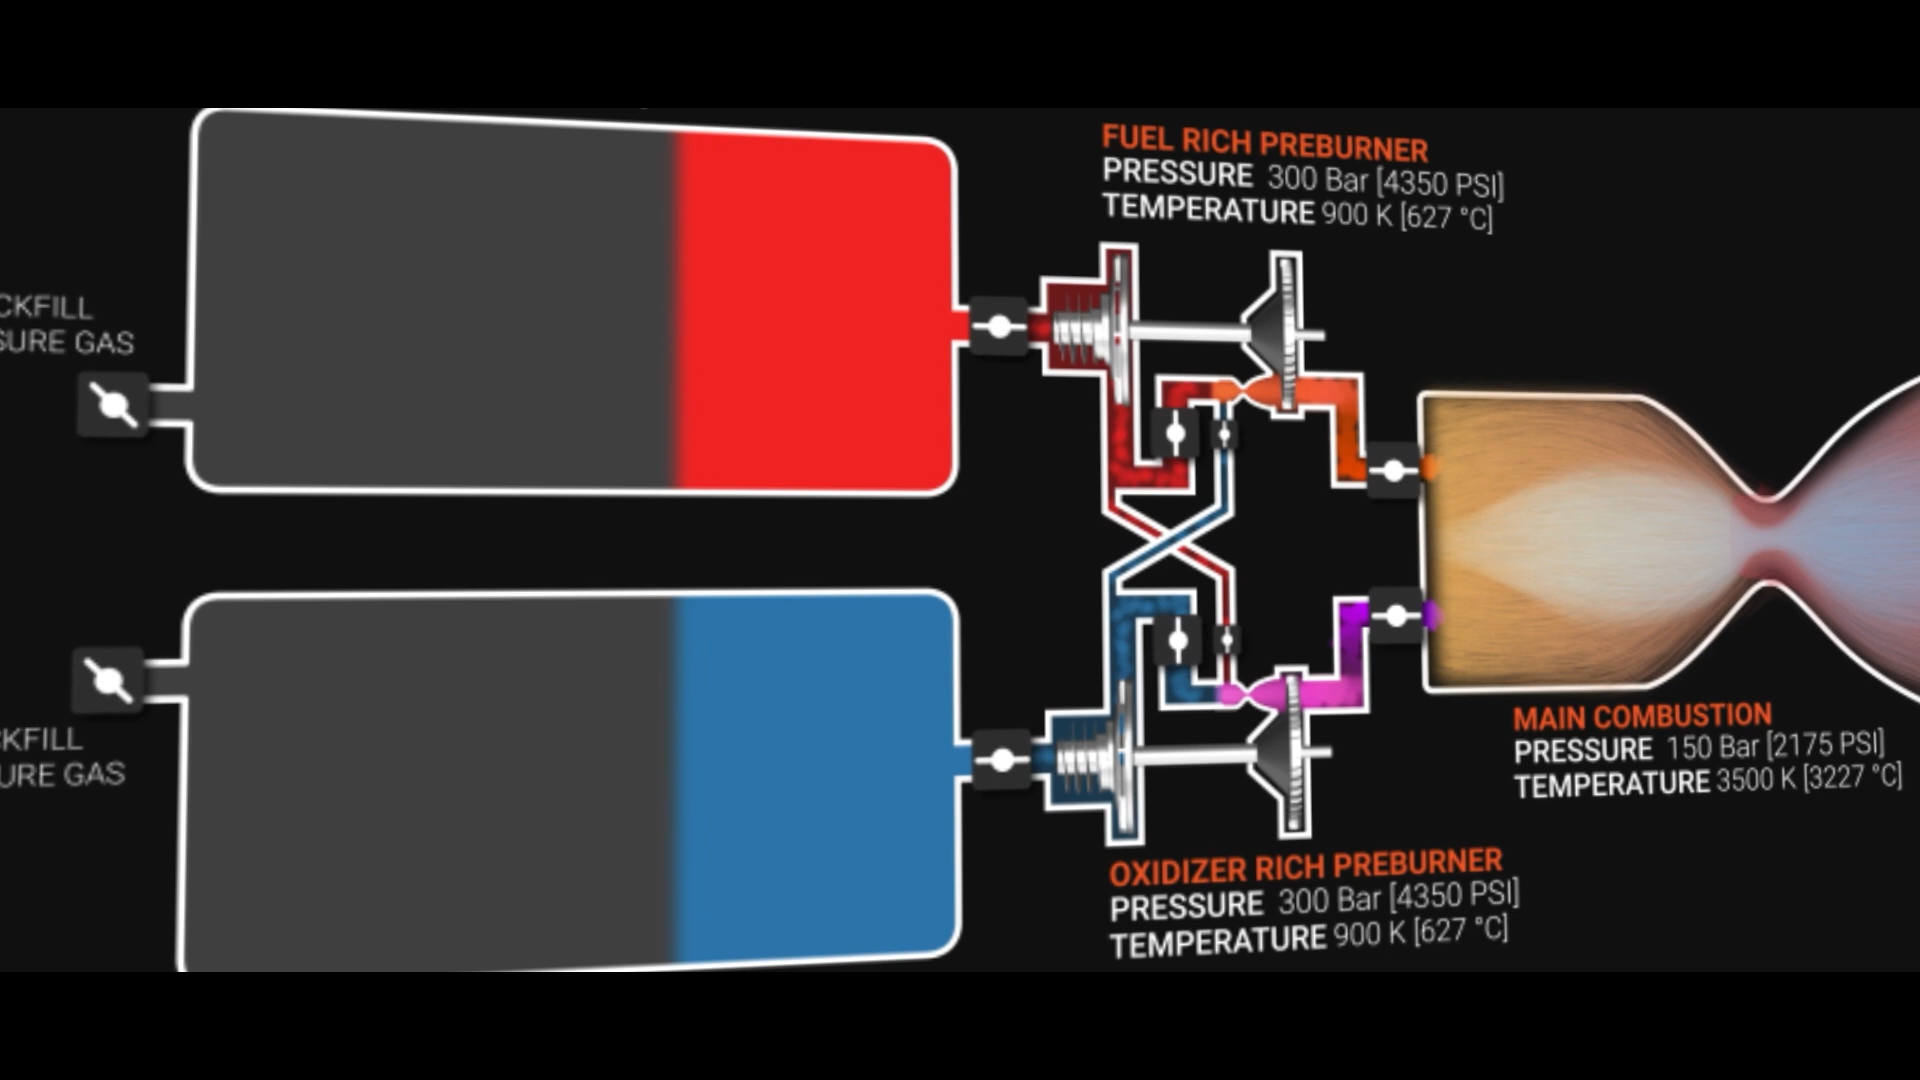 FUEL RICH PREBURNER
PRESSURE 300 Bar [4350 PSI]
TEMPERATURE 900 K [627 °C]
CKFILL
SURE GAS
KFILL
URE GAS
MAIN COMBUSTION
PRESSURE 150 Bar [2175 PSI]
TEMPERATURE 3500 K [3227 °C]
OXIDIZER RICH PREBURNER
PRESSURE 300 Bar [4350 PSI]
TEMPERATURE 900 K [627 °C]